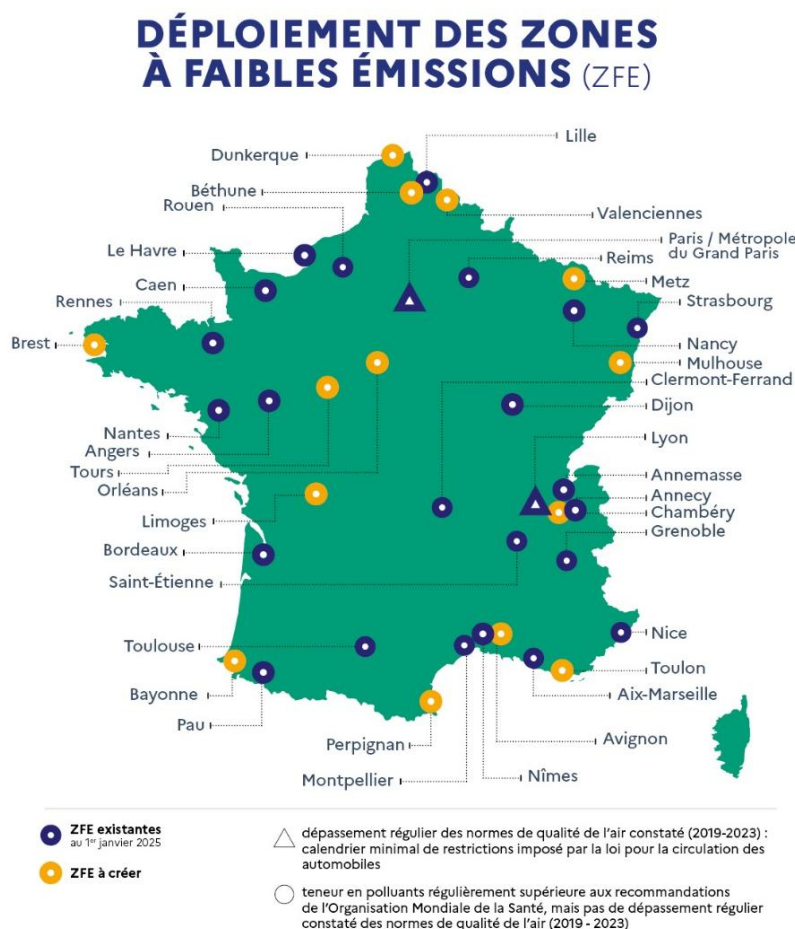 DÉPLOIEMENT DES ZONES
À FAIBLES ÉMISSIONS (ZFE)
Lille
Dunkerque
Béthune
Rouen
Valenciennes
Paris / Métropole
du Grand Paris
Le Havre
Reims
Caen
Metz
Rennes
Strasbourg
Brest
Nancy
Mulhouse
Clermont-Ferrand
Dijon
Nantes
Lyon
Angers
Tours
Annemasse
Orléans
Annecy
Limoges
Chambéry
Grenoble
Bordeaux
Saint-Étienne
Nice
Toulouse
Toulon
Bayonne
Aix-Marseille
Pau
Avignon
Perpignan
Nîmes
Montpellier
ZFE existantes
au 1er janvier 2025
ZFE à créer
dépassement régulier des normes de qualité de l'air constaté (2019-2023) :
calendrier minimal de restrictions imposé par la loi pour la circulation des
automobiles
teneur en polluants régulièrement supérieure aux recommandations
de l'Organisation Mondiale de la Santé, mais pas de dépassement régulier
constaté des normes de qualité de l'air (2019 - 2023)